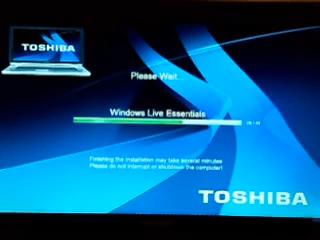 TOSHIBA
Please Wait...
Windows Live Essentials
Finishing the installation may take several minutes
Please do not interrupt or shutdown the computer!
TOSHIBA